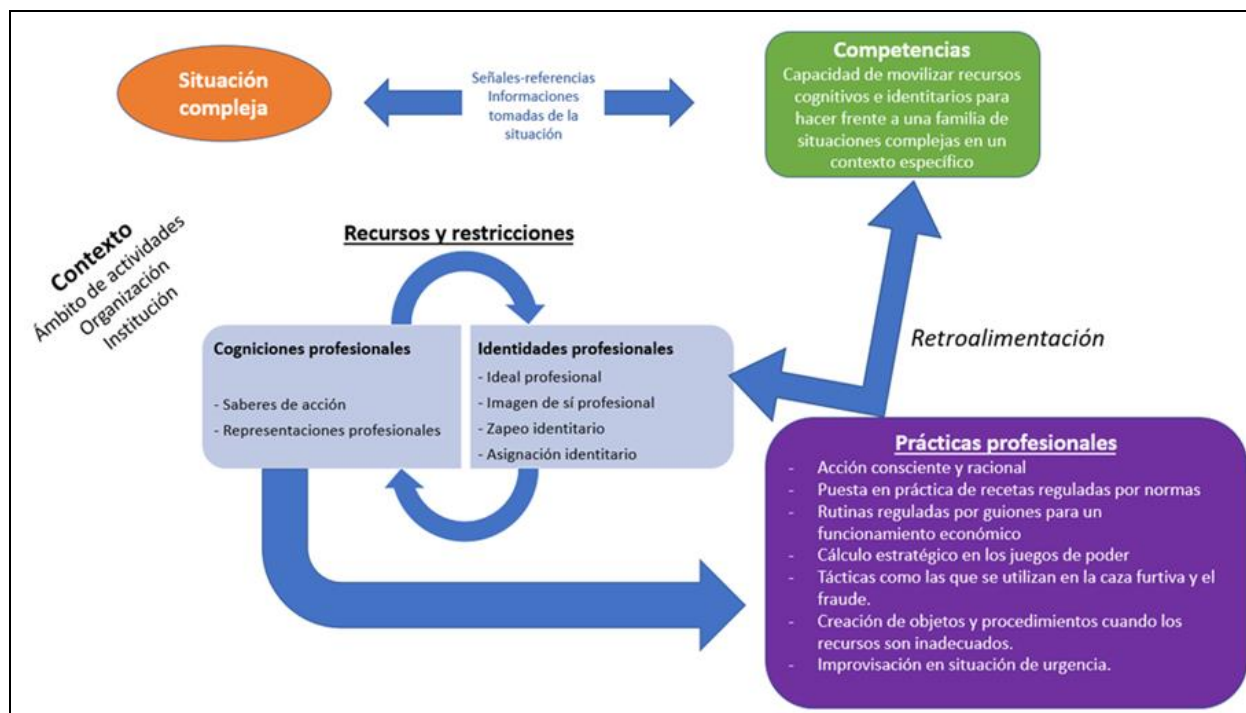 Situación
compleja
Señales-referencias
Informaciones
tomadas de la
situación
Competencias
Capacidad de movilizar recursos
cognitivos e identitarios para
hacer frente a una familia de
situaciones complejas en un
contexto específico
Contexto
Ámbito de actividades
Organización
Institución
Recursos y restricciones
Cogniciones profesionales
- Saberes de acción
- Representaciones profesionales
Identidades profesionales
- Ideal profesional
- Imagen de sí profesional
- Zapeo identitario
- Asignación identitario
Retroalimentación
Prácticas profesionales
- Acción consciente y racional
- Puesta en práctica de recetas reguladas por normas
- Rutinas reguladas por guiones para un
funcionamiento económico
- Cálculo estratégico en los juegos de poder
- Tácticas como las que se utilizan en la caza furtiva y el
fraude.
- Creación de objetos y procedimientos cuando los
recursos son inadecuados.
- Improvisación en situación de urgencia.